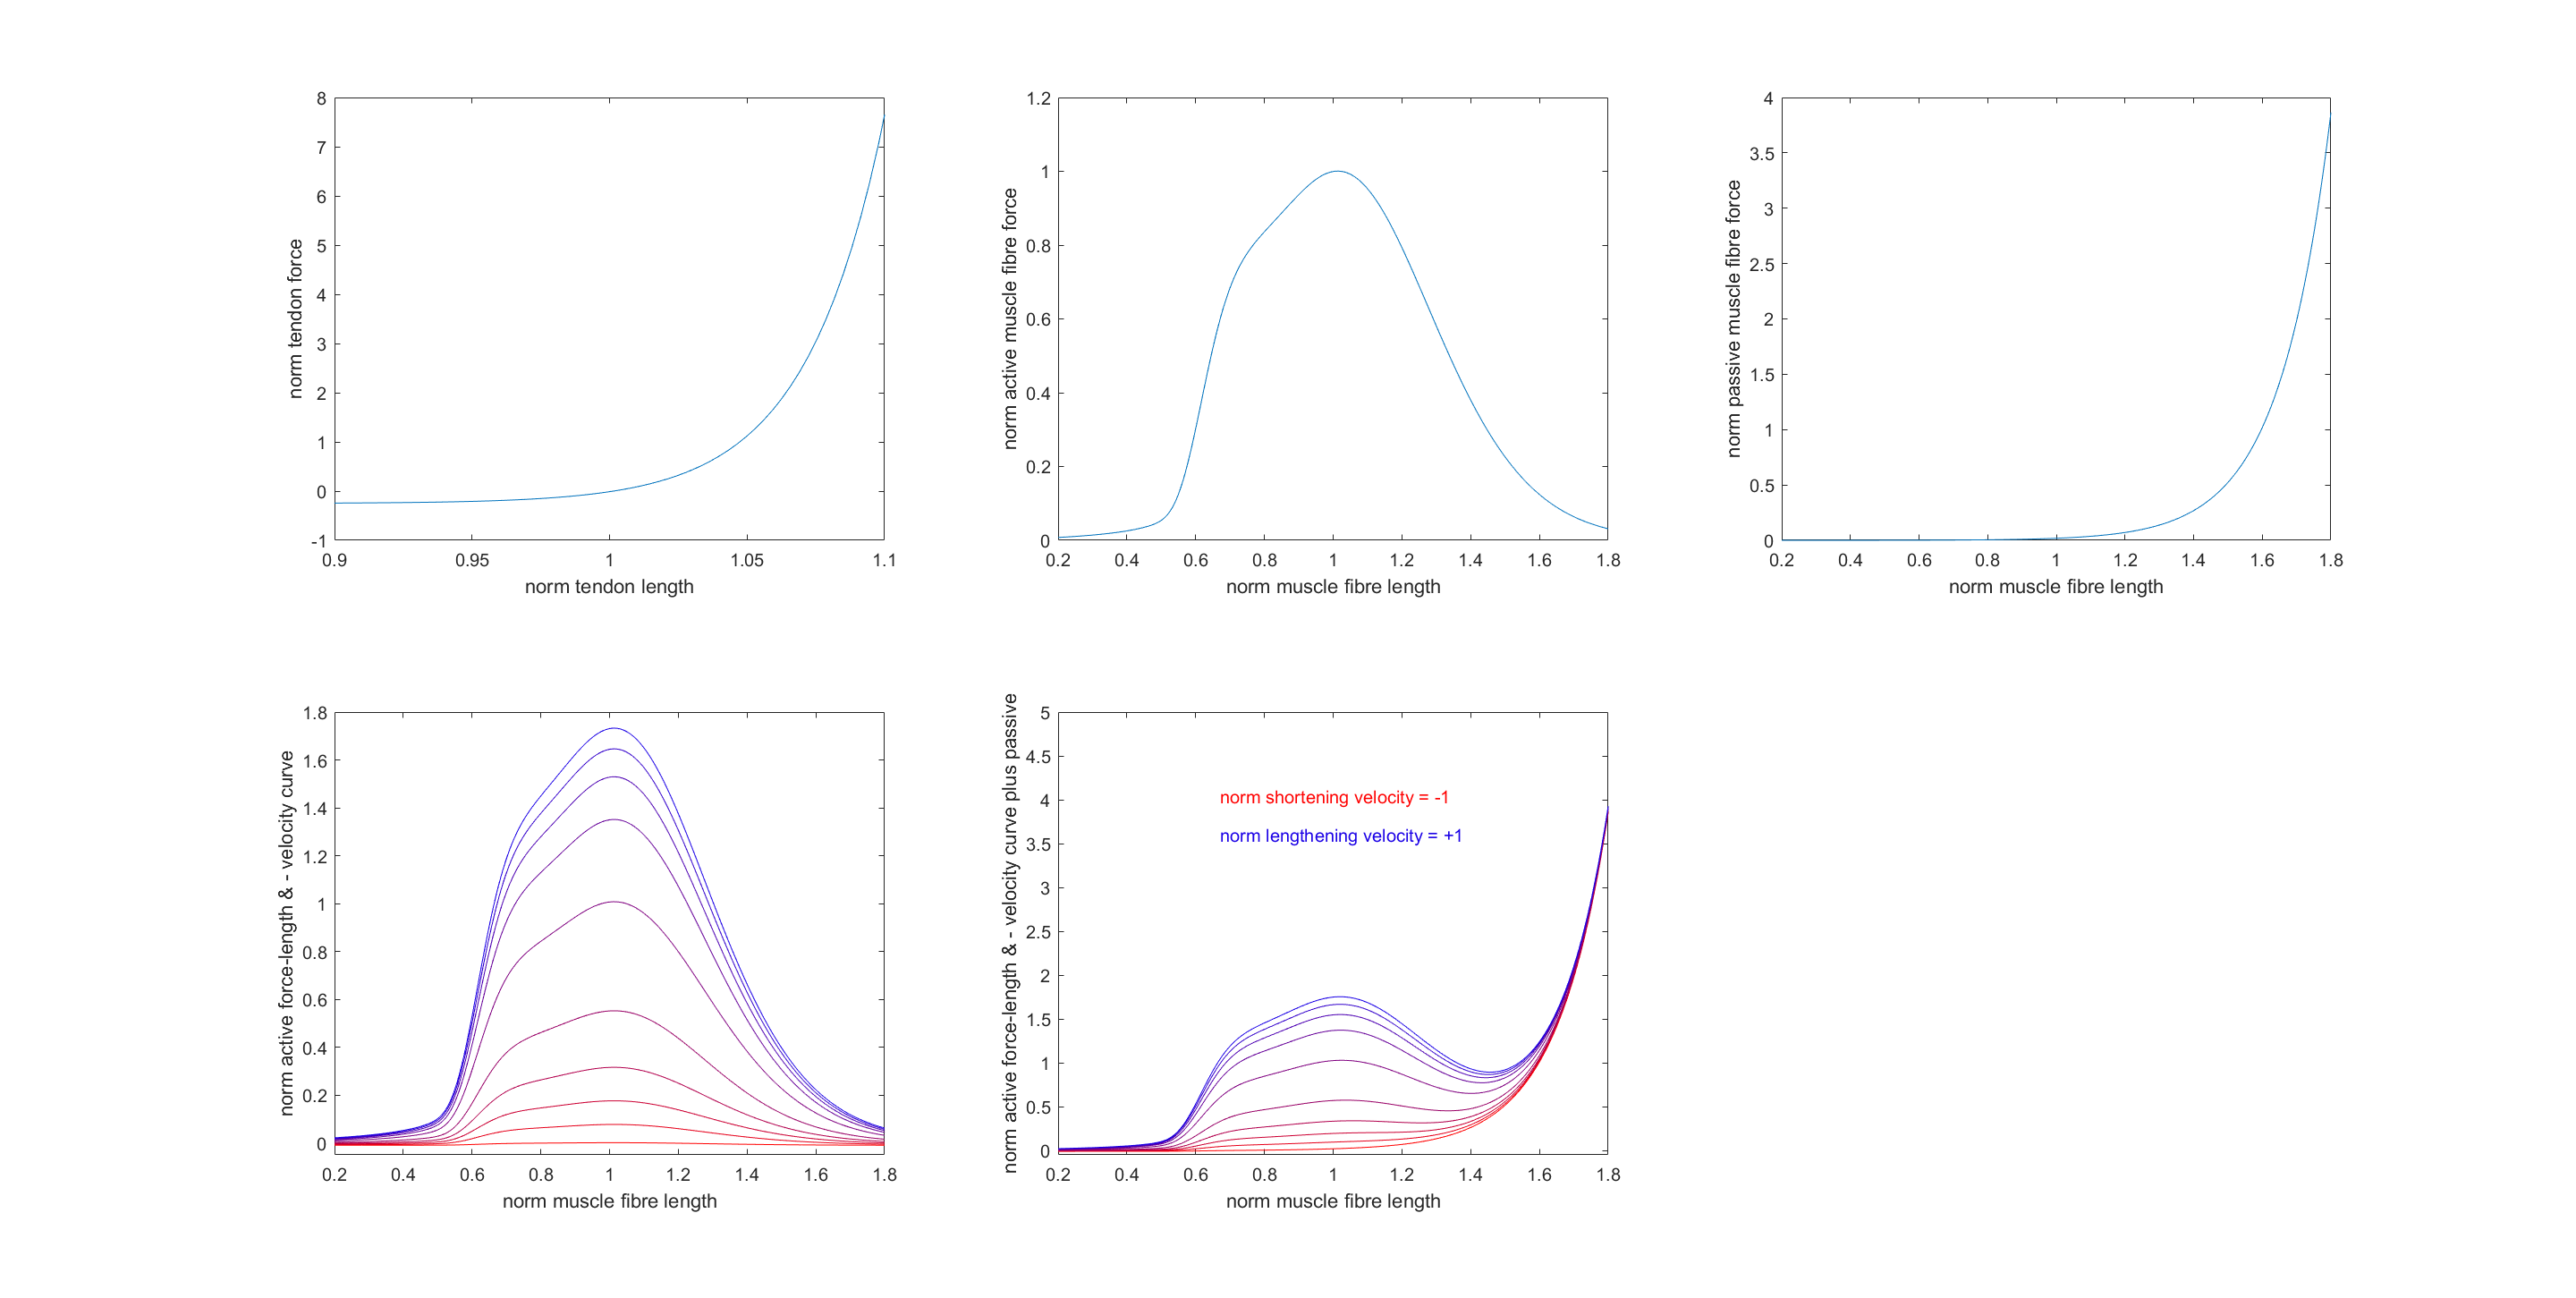 8
7
6
5
4
3
2
1
0
-1
0.9 0.95 1 1.05 1.1
norm tendon length
norm tendon force
1.2
1
0.8
0.6
0.4
0.2
0
0.2 0.4 0.6 0.8 1 1.2 1.4 1.6 1.8
norm muscle fibre length
norm active muscle fibre force
4
3.5
3
2.5
2
1.5
1
0.5
0
0.2 0.4 0.6 0.8 1 1.2 1.4 1.6 1.8
norm muscle fibre length
norm passive muscle fibre force
1.8
1.6
1.4
1.2
1
0.8
0.6
0.4
0.2
0
0.2 0.4 0.6 0.8 1 1.2 1.4 1.6 1.8
norm muscle fibre length
norm active force-length & - velocity curve
5
4.5
4
3.5
3
2.5
2
1.5
1
0.5
0
norm shortening velocity = -1
norm lengthening velocity = +1
0.2 0.4 0.6 0.8 1 1.2 1.4 1.6 1.8
norm muscle fibre length
norm active force-length & - velocity curve plus passive